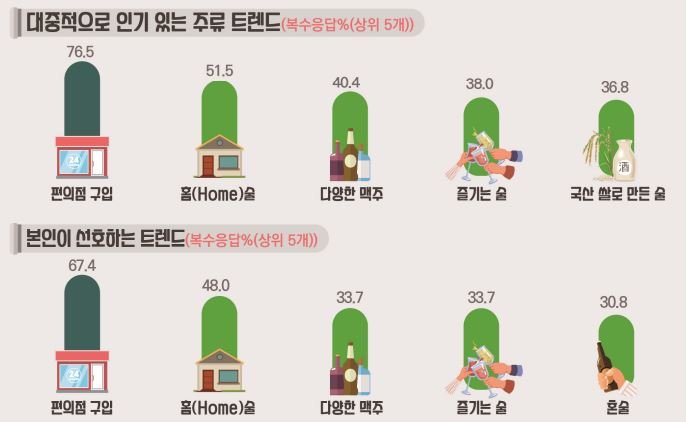 대중적으로 인기 있는 주류 트렌드(복수응답%(상위 5개))
76.5
51.5
40.4
38.0
36.8
24
酒
편의점 구입
홈(Home)술
다양한 맥주
즐기는 술
국산 쌀로 만든 술
본인이 선호하는 트렌드(복수응답%(상위 5개))
67.4
48.0
33.7
33.7
30.8
24
편의점 구입
홈(Home)술
다양한 맥주
즐기는 술
혼술